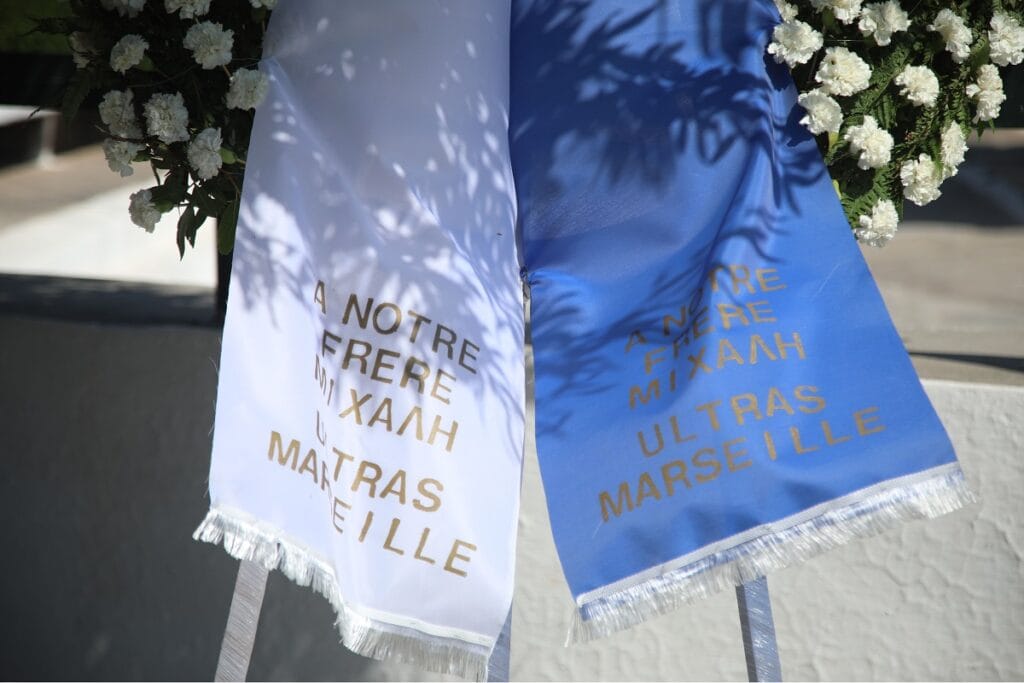 A NOTRE
FRERE
ΜΙΧΑΛΗ
ULTRAS
MARSEILLE
A NOTRE
FRERE
ΜΙΧΑΛΗ
ULTRAS
MARSEILLE